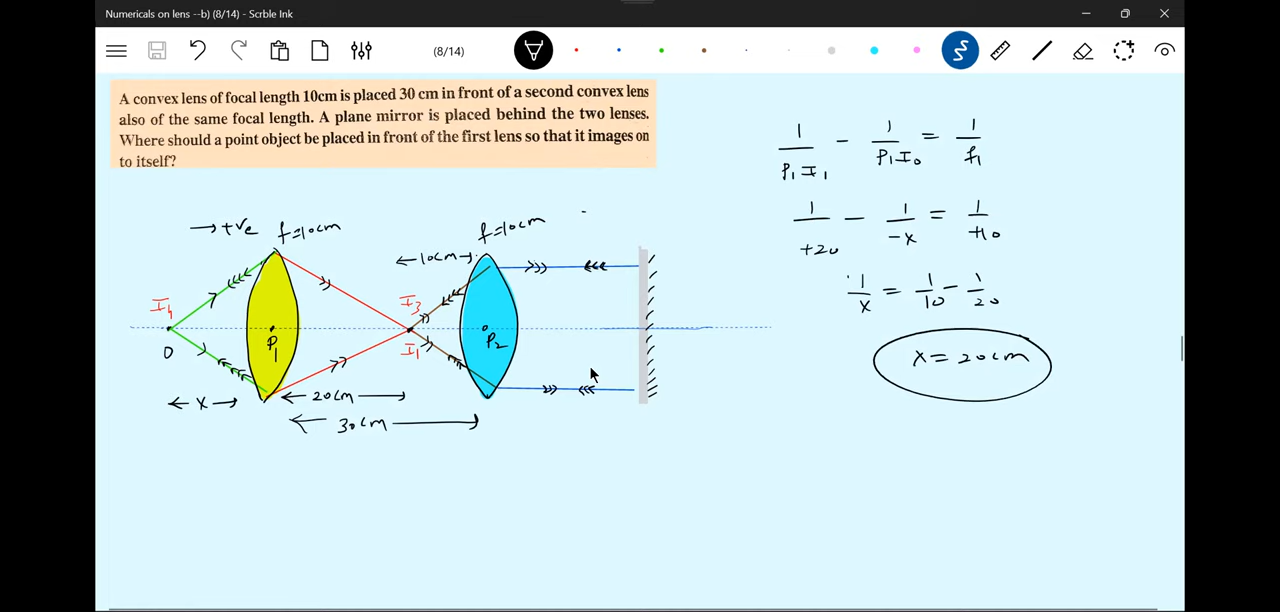 Numericals on lens --b) (8/14) - Scrble Ink
(8/14)
A convex lens of focal length 10cm is placed 30 cm in front of a second convex lens
also of the same focal length. A plane mirror is placed behind the two lenses.
Where should a point object be placed in front of the first lens so that it images on
to itself?
→ +ve f=10cm f=10cm
←10cm→
I4 I3
O P1 I1 P2
← x → ← 20cm →
← 30cm →
1/P1I1 - 1/P1I0 = 1/f1
1/+20 - 1/-x = 1/+10
1/x = 1/10 - 1/20
x = 20cm